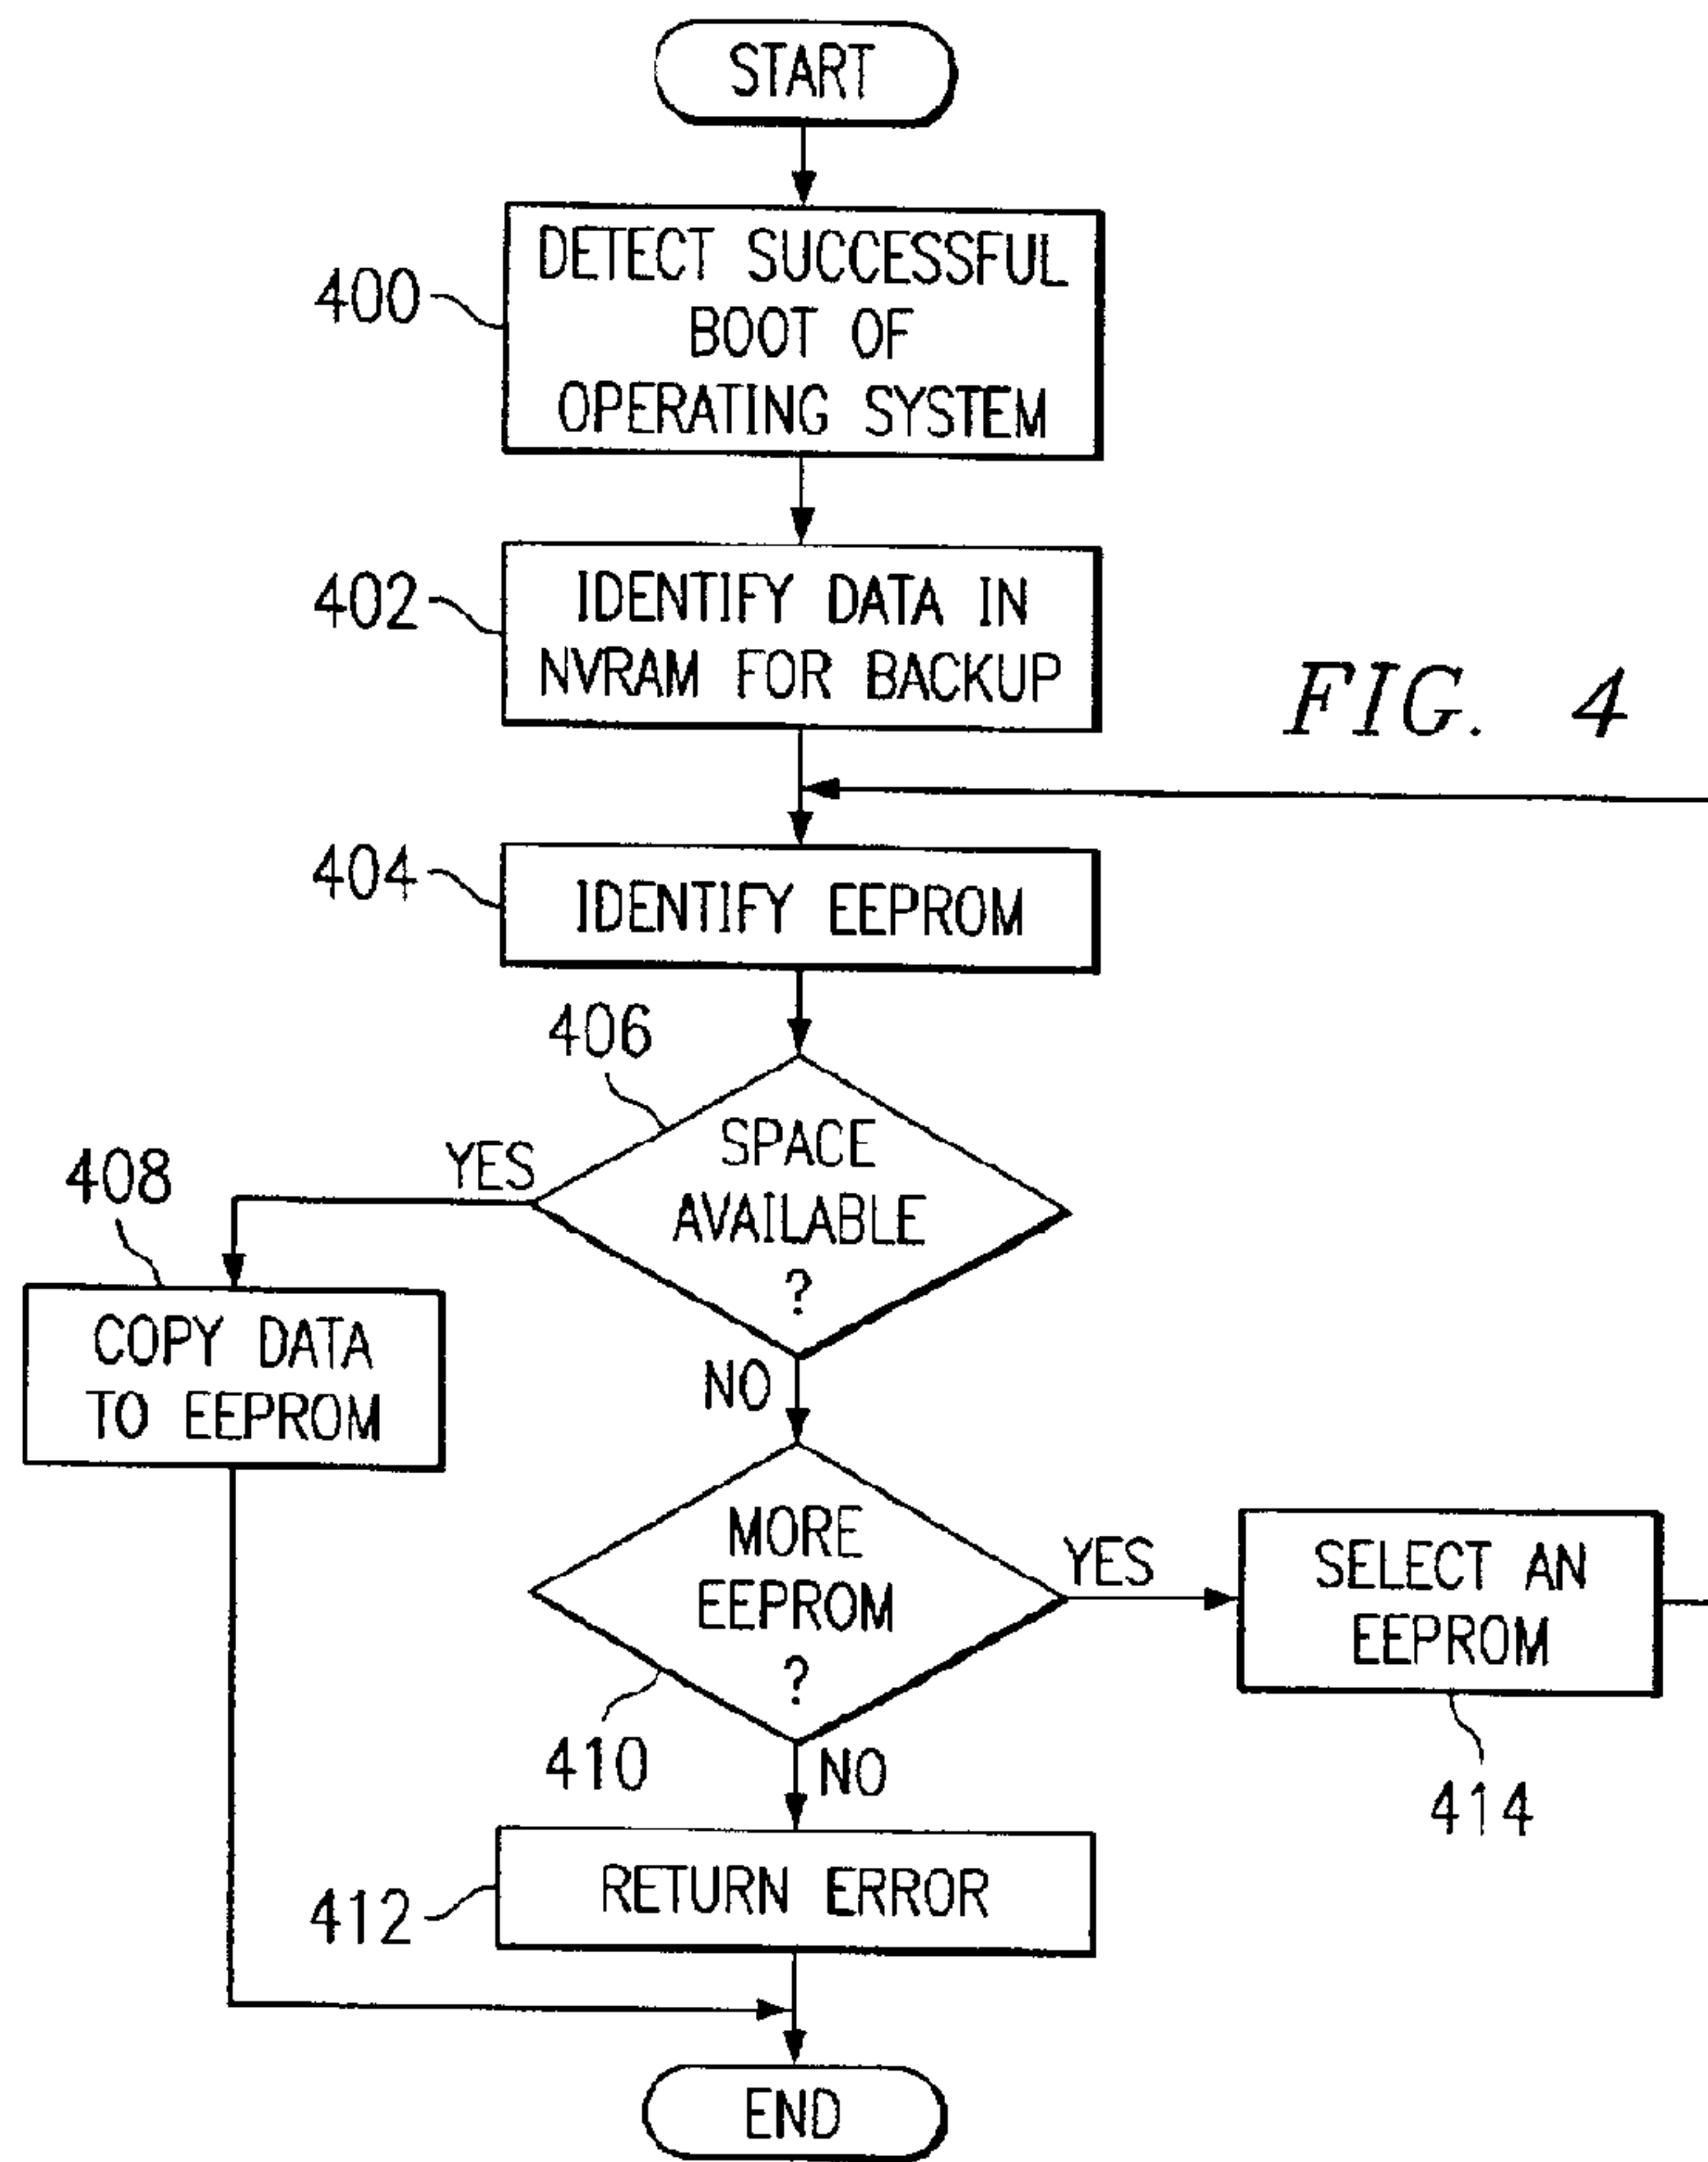 START
400
DETECT SUCCESSFUL
BOOT OF
OPERATING SYSTEM
402
IDENTIFY DATA IN
NVRAM FOR BACKUP
FIG. 4
404
IDENTIFY EEPROM
406
SPACE
AVAILABLE
?
YES
408
COPY DATA
TO EEPROM
NO
MORE
EEPROM
?
YES
SELECT AN
EEPROM
410
NO
414
412
RETURN ERROR
END